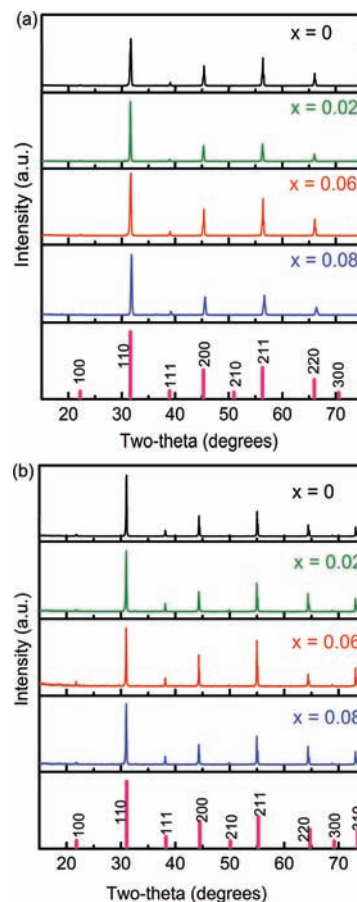 (a)
x = 0
x = 0.02
x = 0.06
x = 0.08
Intensity (a.u.)
100
110
111
200
210
211
220
300
20 30 40 50 60 70
Two-theta (degrees)
(b)
x = 0
x = 0.02
x = 0.06
x = 0.08
Intensity (a.u.)
100
110
111
200
210
211
220
300
20 30 40 50 60 70
Two-theta (degrees)